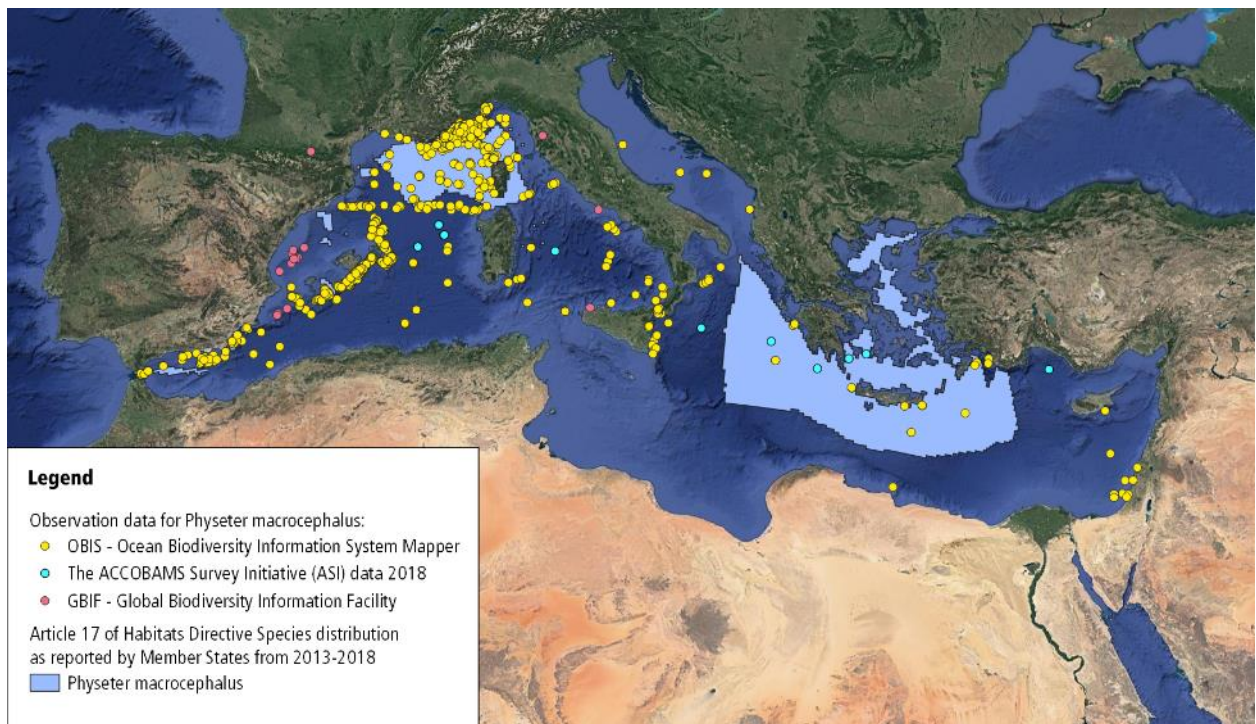 Legend
Observation data for Physeter macrocephalus:
OBIS - Ocean Biodiversity Information System Mapper
The ACCOBAMS Survey Initiative (ASI) data 2018
GBIF - Global Biodiversity Information Facility
Article 17 of Habitats Directive Species distribution
as reported by Member States from 2013-2018
Physeter macrocephalus